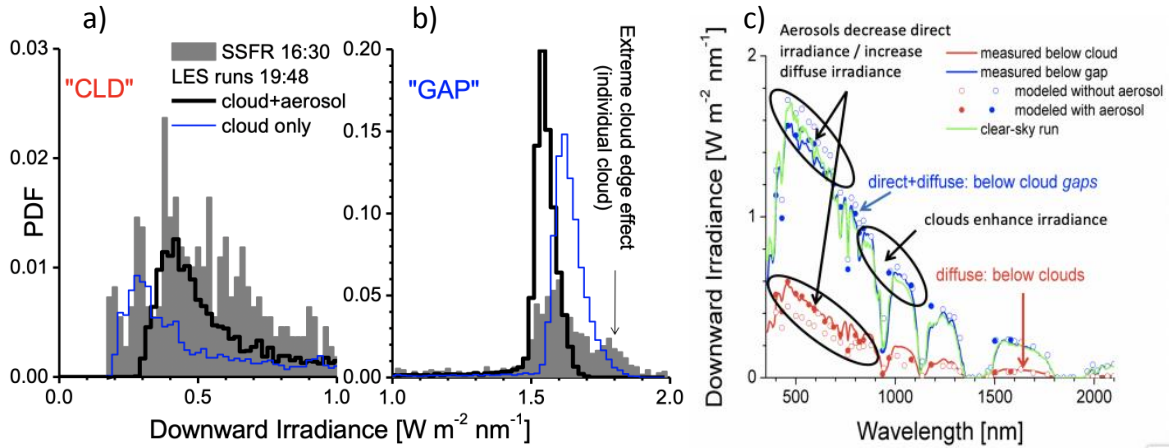 a)
0.03
0.02
0.01
0.00
PDF
"CLD"
SSFR 16:30
LES runs 19:48
cloud+aerosol
cloud only
0.0
0.5
1.0
b)
0.20
0.15
0.10
0.05
0.00
"GAP"
Extreme cloud edge effect
(individual cloud)
1.0
1.5
2.0
Downward Irradiance [W m-2 nm-1]
c)
Aerosols decrease direct
irradiance / increase
diffuse irradiance
measured below cloud
measured below gap
modeled without aerosol
modeled with aerosol
clear-sky run
direct+diffuse: below cloud gaps
clouds enhance irradiance
diffuse: below clouds
Downward Irradiance [W m-2 nm-1]
2
1
0
500
1000
1500
2000
Wavelength [nm]